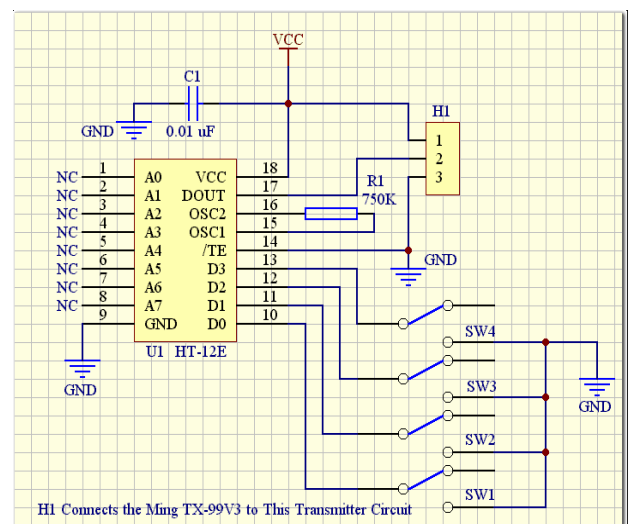 VCC
C1
GND
0.01 uF
H1
1
2
3
R1
750K
NC 1 A0 VCC 18
NC 2 A1 DOUT 17
NC 3 A2 OSC2 16
NC 4 A3 OSC1 15
NC 5 A4 /TE 14
NC 6 A5 D3 13
NC 7 A6 D2 12
NC 8 A7 D1 11
9 GND D0 10
U1 HT-12E
GND
GND
SW4
SW3
GND
SW2
SW1
H1 Connects the Ming TX-99V3 to This Transmitter Circuit